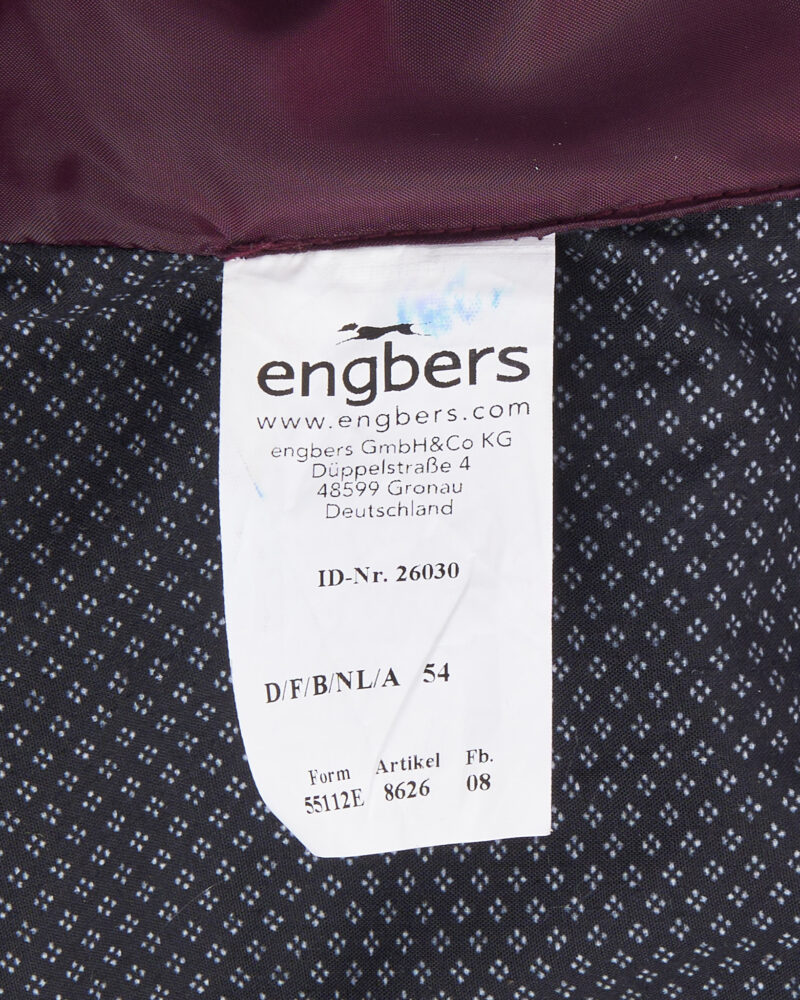 engbers
www.engbers.com
engbers GmbH&Co KG
Düppelstraße 4
48599 Gronau
Deutschland
ID-Nr. 26030
D/F/B/NL/A 54
Form Artikel Fb.
55112E 8626 08